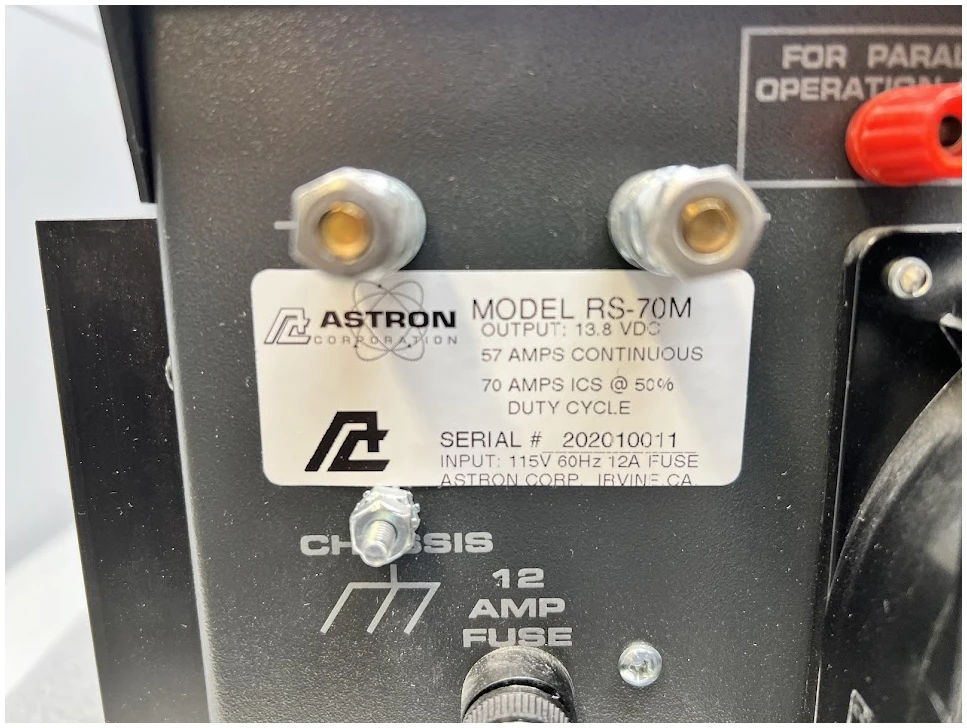 FOR PARAL
OPERATION
ASTRON
CORPORATION
MODEL RS-70M
OUTPUT: 13.8 VDC
57 AMPS CONTINUOUS
70 AMPS ICS @ 50%
DUTY CYCLE
SERIAL # 202010011
INPUT: 115V 60Hz 12A FUSE
ASTRON CORP. IRVINE, CA
CHASSIS
12
AMP
FUSE